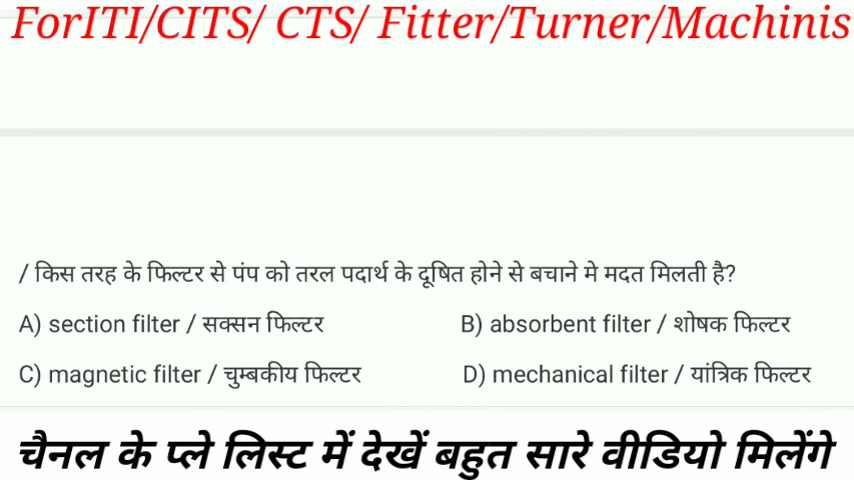 ForITI/CITS/ CTS/ Fitter/Turner/Machinis
/ किस तरह के फिल्टर से पंप को तरल पदार्थ के दूषित होने से बचाने मे मदत मिलती है?
A) section filter / सक्सन फिल्टर B) absorbent filter / शोषक फिल्टर
C) magnetic filter / चुम्बकीय फिल्टर D) mechanical filter / यांत्रिक फिल्टर
चैनल के प्ले लिस्ट में देखें बहुत सारे वीडियो मिलेंगे